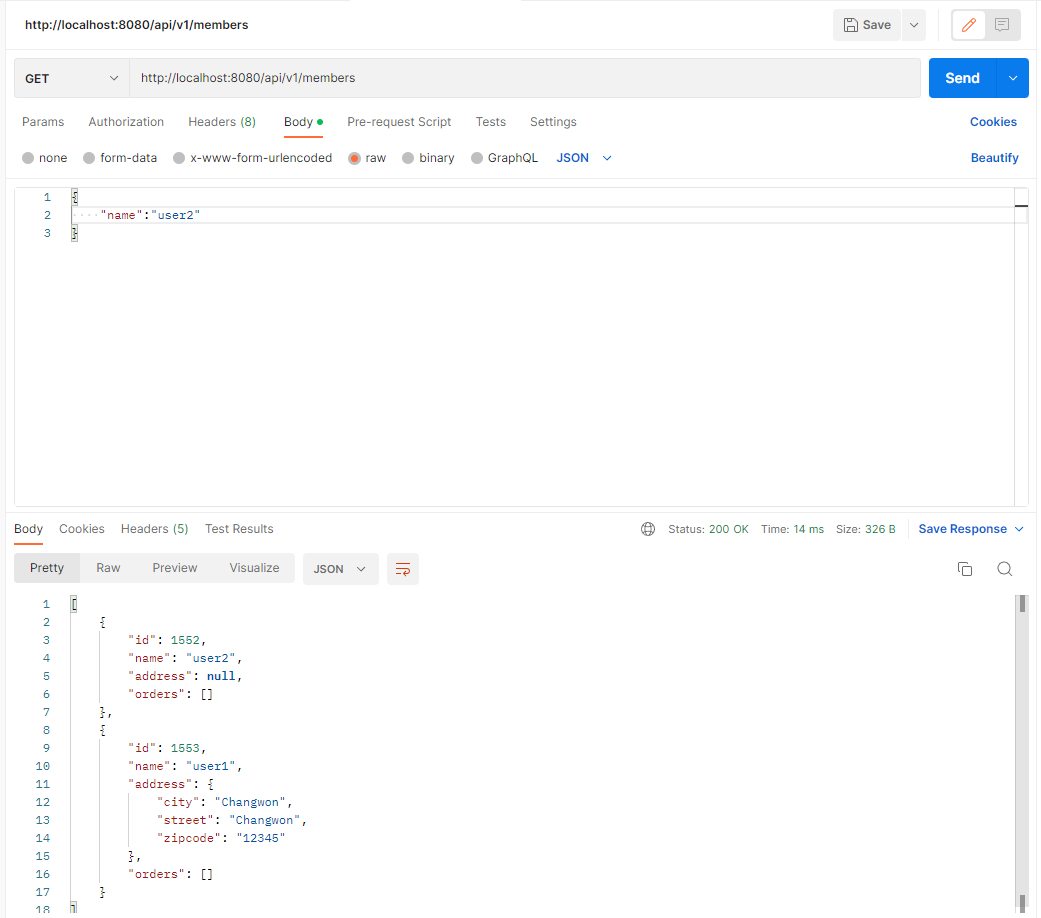 http://localhost:8080/api/v1/members Save
GET http://localhost:8080/api/v1/members Send
Params Authorization Headers (8) Body Pre-request Script Tests Settings Cookies
none form-data x-www-form-urlencoded raw binary GraphQL JSON Beautify
1 {
2 ····"name":"user2"
3 }
Body Cookies Headers (5) Test Results Status: 200 OK Time: 14 ms Size: 326 B Save Response
Pretty Raw Preview Visualize JSON
1 [
2     {
3         "id": 1552,
4         "name": "user2",
5         "address": null,
6         "orders": []
7     },
8     {
9         "id": 1553,
10         "name": "user1",
11         "address": {
12             "city": "Changwon",
13             "street": "Changwon",
14             "zipcode": "12345"
15         },
16         "orders": []
17     }
18 ]